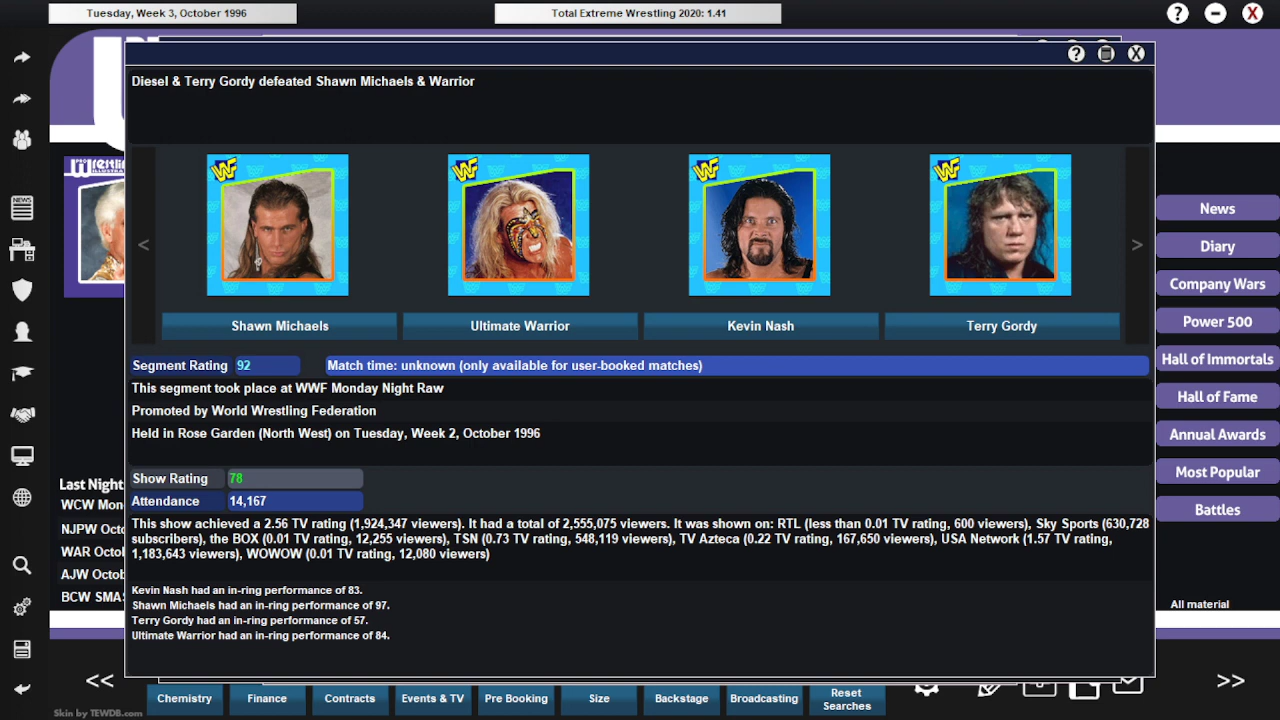 Tuesday, Week 3, October 1996
Total Extreme Wrestling 2020: 1.41
Diesel & Terry Gordy defeated Shawn Michaels & Warrior
Shawn Michaels
Ultimate Warrior
Kevin Nash
Terry Gordy
Segment Rating 92
Match time: unknown (only available for user-booked matches)
This segment took place at WWF Monday Night Raw
Promoted by World Wrestling Federation
Held in Rose Garden (North West) on Tuesday, Week 2, October 1996
Show Rating 78
Attendance 14,167
This show achieved a 2.56 TV rating (1,924,347 viewers). It had a total of 2,555,075 viewers. It was shown on: RTL (less than 0.01 TV rating, 600 viewers), Sky Sports (630,728
subscribers), the BOX (0.01 TV rating, 12,255 viewers), TSN (0.73 TV rating, 548,119 viewers), TV Azteca (0.22 TV rating, 167,650 viewers), USA Network (1.57 TV rating,
1,183,643 viewers), WOWOW (0.01 TV rating, 12,080 viewers)
Kevin Nash had an in-ring performance of 83.
Shawn Michaels had an in-ring performance of 97.
Terry Gordy had an in-ring performance of 57.
Ultimate Warrior had an in-ring performance of 84.
NEWS
Last Night
WCW Mon
NJPW Octo
WAR Octob
AJW Octob
BCW SMAS
News
Diary
Company Wars
Power 500
Hall of Immortals
Hall of Fame
Annual Awards
Most Popular
Battles
All material
<<
Chemistry
Finance
Contracts
Events & TV
Pre Booking
Size
Backstage
Broadcasting
Reset
Searches
>>
Skin by TEWDB.com